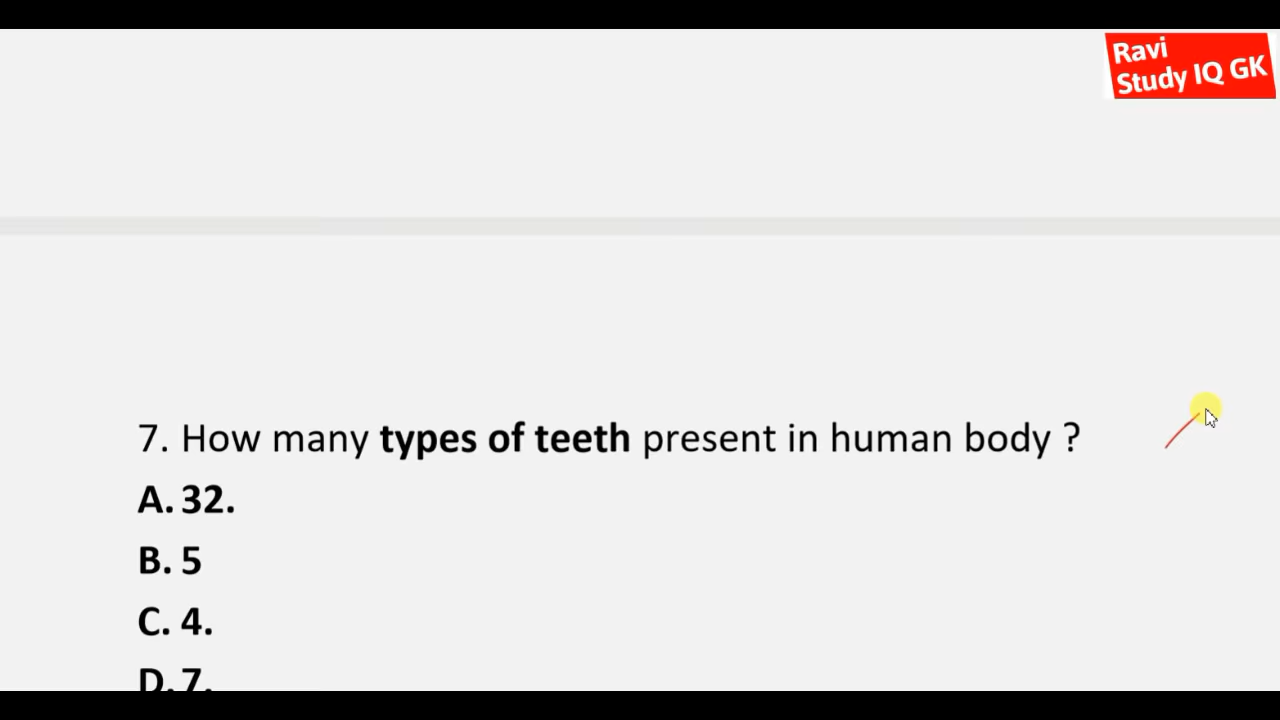 Ravi
Study IQ GK
7. How many types of teeth present in human body ?
A. 32.
B. 5
C. 4.
D. 7.